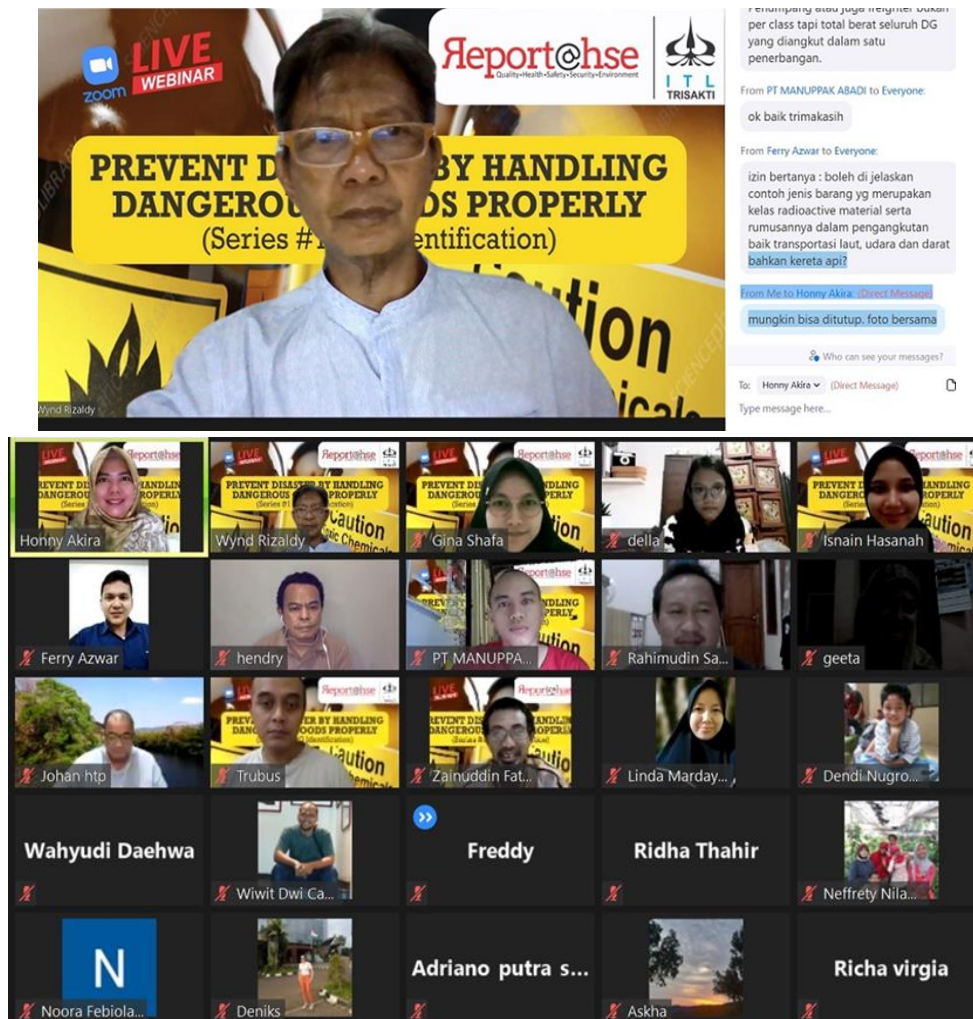 LIVE
WEBINAR
zoom
Report@hse
Quality•Health•Safety•Security•Environment
ITL
TRISAKTI
PREVENT D BY HANDLING
DANGEROU DS PROPERLY
(Series #1 entification)
Caution
Wynd Rizaldy
Penumpang atau juga freighter bukan
per class tapi total berat seluruh DG
yang diangkut dalam satu
penerbangan.
From PT MANUPPAK ABADI to Everyone:
ok baik trimakasih
From Ferry Azwar to Everyone:
izin bertanya : boleh di jelaskan
contoh jenis barang yg merupakan
kelas radioactive material serta
rumusannya dalam pengangkutan
baik transportasi laut, udara dan darat
bahkan kereta api?
From Me to Honny Akira: (Direct Message)
mungkin bisa ditutup. foto bersama
Who can see your messages?
To: Honny Akira (Direct Message)
Type message here...
Honny Akira
Wynd Rizaldy
Gina Shafa
della
Isnain Hasanah
Ferry Azwar
hendry
PT MANUPPA...
Rahimudin Sa...
geeta
Johan htp
Trubus
Zainuddin Fat...
Linda Marday...
Dendi Nugro...
Wahyudi Daehwa
Wiwit Dwi Ca...
Freddy
Ridha Thahir
Neffrety Nila...
N
Noora Febiola...
Deniks
Adriano putra s...
Askha
Richa virgia